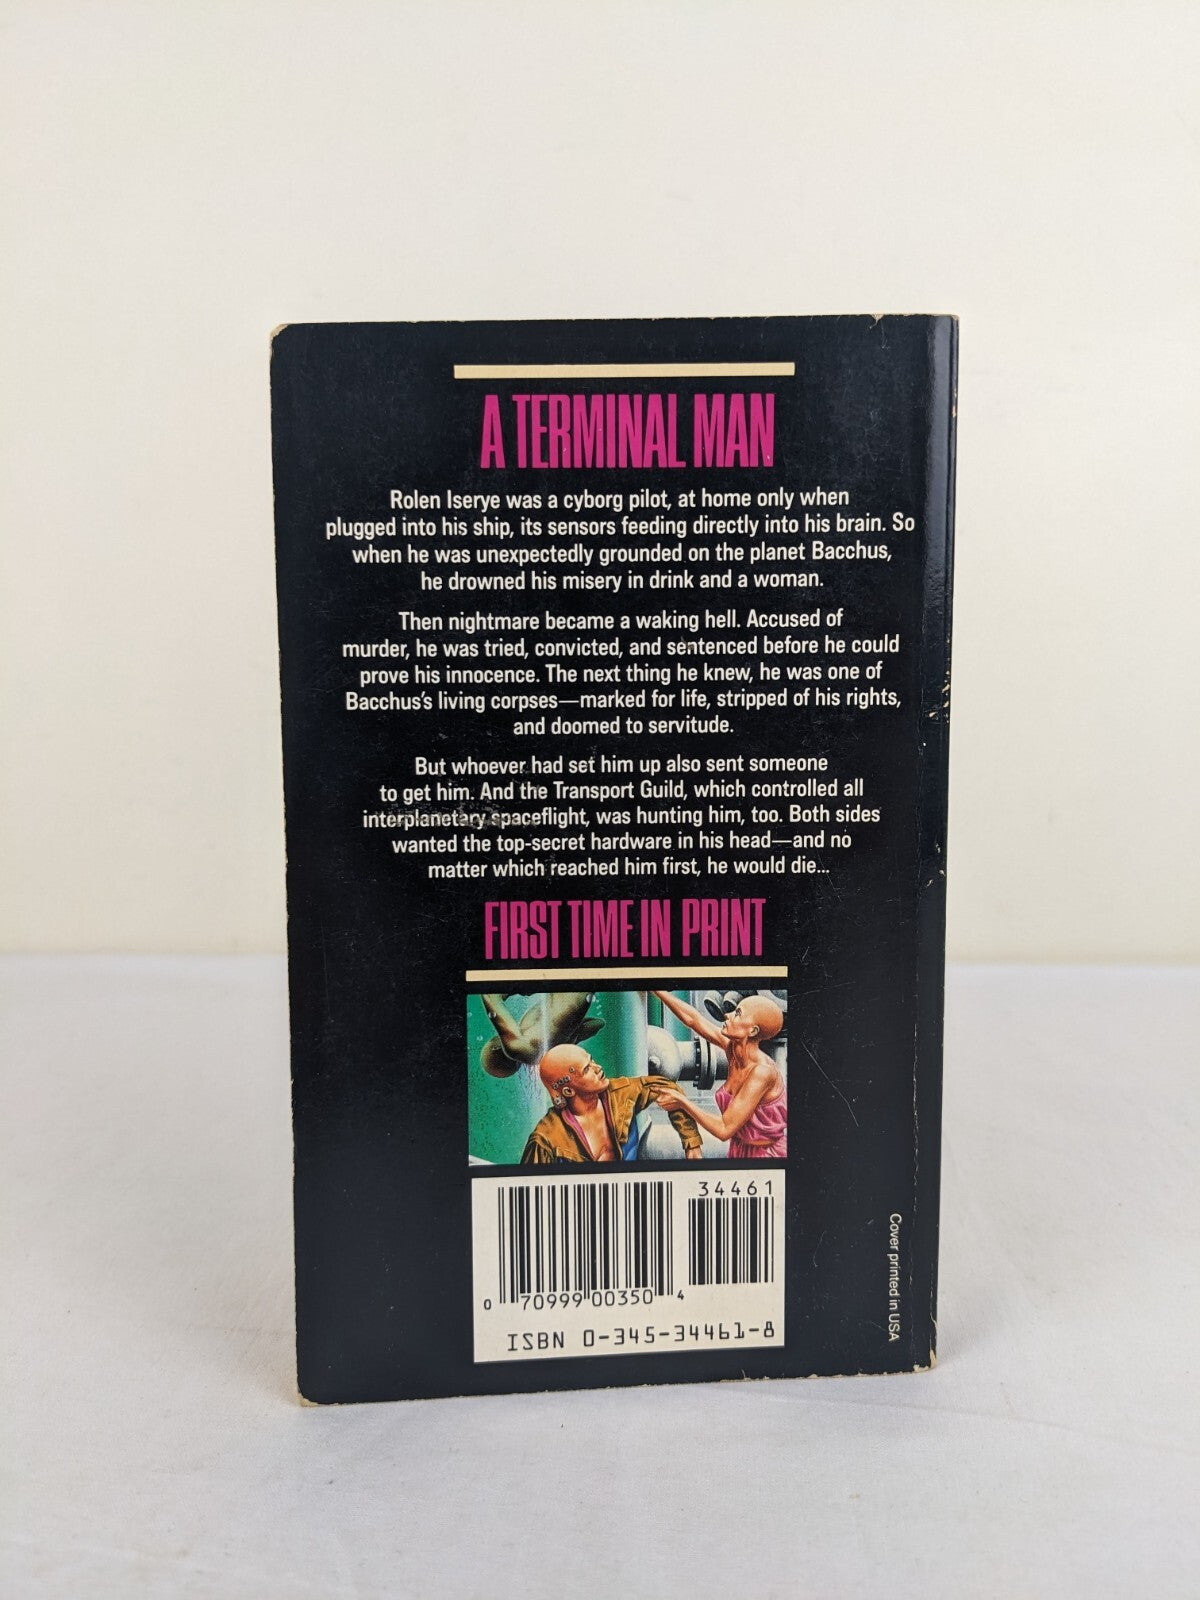 A TERMINAL MAN
Rolen Iserye was a cyborg pilot, at home only when
plugged into his ship, its sensors feeding directly into his brain. So
when he was unexpectedly grounded on the planet Bacchus,
he drowned his misery in drink and a woman.
Then nightmare became a waking hell. Accused of
murder, he was tried, convicted, and sentenced before he could
prove his innocence. The next thing he knew, he was one of
Bacchus's living corpses—marked for life, stripped of his rights,
and doomed to servitude.
But whoever had set him up also sent someone
to get him. And the Transport Guild, which controlled all
interplanetary spaceflight, was hunting him, too. Both sides
wanted the top-secret hardware in his head—and no
matter which reached him first, he would die...
FIRST TIME IN PRINT
34461
0 70999 00350 4
ISBN 0-345-34461-8
Cover printed in USA